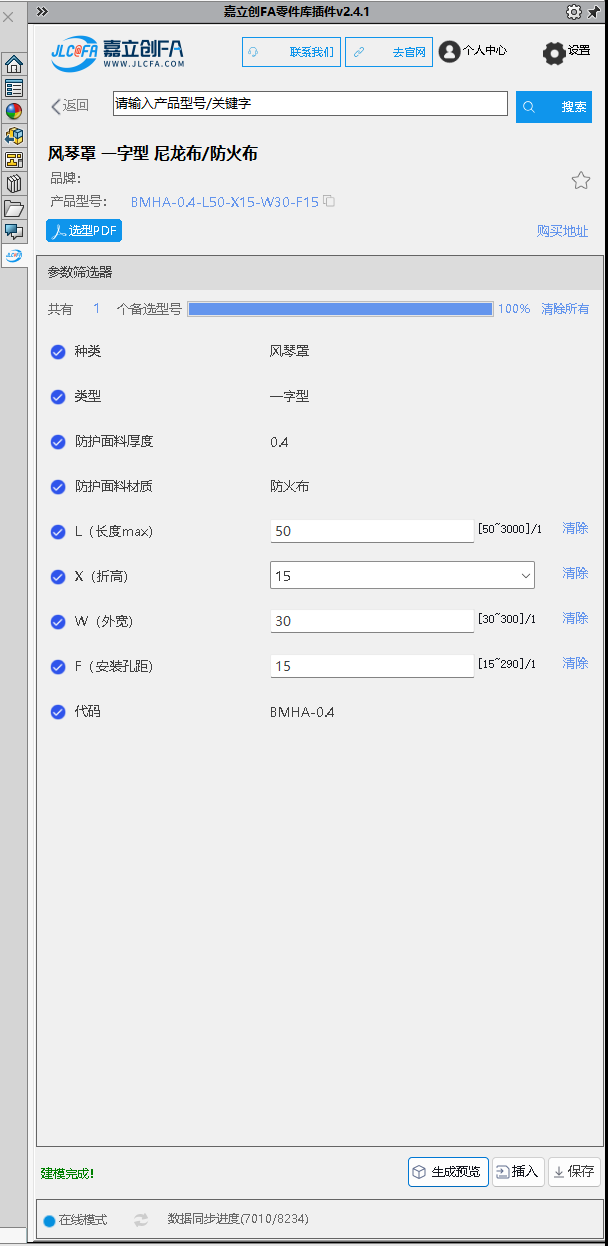 嘉立创FA零件库插件v2.4.1
JLC@FA 嘉立创FA
WWW.JLCFA.COM
联系我们
去官网
个人中心
设置
返回
请输入产品型号/关键字
搜索
风琴罩 一字型 尼龙布/防火布
品牌：
产品型号： BMHA-0.4-L50-X15-W30-F15
选型PDF
购买地址
参数筛选器
共有 1 个备选型号 100% 清除所有
种类 风琴罩
类型 一字型
防护面料厚度 0.4
防护面料材质 防火布
L（长度max） 50 [50~3000]/1 清除
X（折高） 15 清除
W（外宽） 30 [30~300]/1 清除
F（安装孔距） 15 [15~290]/1 清除
代码 BMHA-0.4
建模完成!
生成预览 插入 保存
在线模式 数据同步进度(7010/8234)